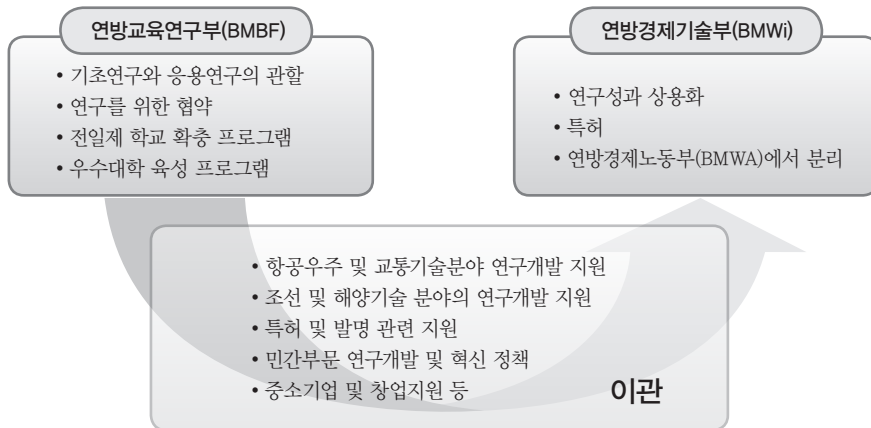 연방교육연구부(BMBF)
• 기초연구와 응용연구의 관할
• 연구를 위한 협약
• 전일제 학교 확충 프로그램
• 우수대학 육성 프로그램
연방경제기술부(BMWi)
• 연구성과 상용화
• 특허
• 연방경제노동부(BMWA)에서 분리
• 항공우주 및 교통기술분야 연구개발 지원
• 조선 및 해양기술 분야의 연구개발 지원
• 특허 및 발명 관련 지원
• 민간부문 연구개발 및 혁신 정책
• 중소기업 및 창업지원 등
이관